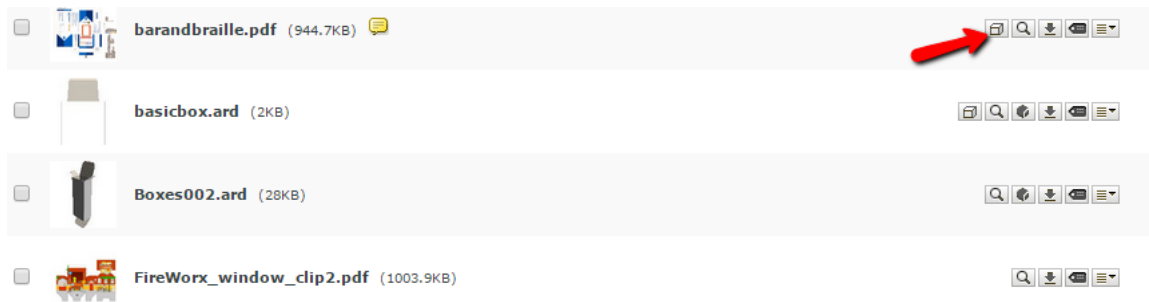 barandbraille.pdf (944.7KB)
basicbox.ard (2KB)
Boxes002.ard (28KB)
FireWorx_window_clip2.pdf (1003.9KB)